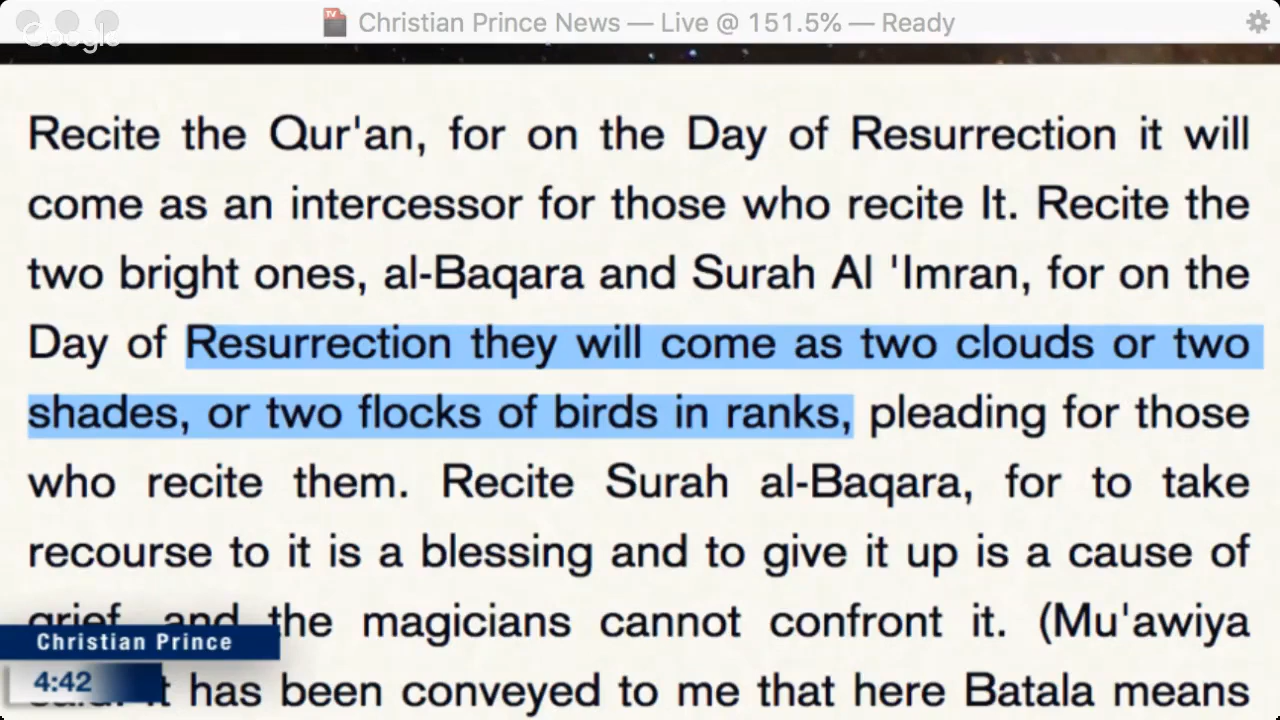 Christian Prince News — Live @ 151.5% — Ready
Google
Recite the Qur'an, for on the Day of Resurrection it will
come as an intercessor for those who recite It. Recite the
two bright ones, al-Baqara and Surah Al 'Imran, for on the
Day of Resurrection they will come as two clouds or two
shades, or two flocks of birds in ranks, pleading for those
who recite them. Recite Surah al-Baqara, for to take
recourse to it is a blessing and to give it up is a cause of
grief, and the magicians cannot confront it. (Mu'awiya
Christian Prince
said: It has been conveyed to me that here Batala means
4:42